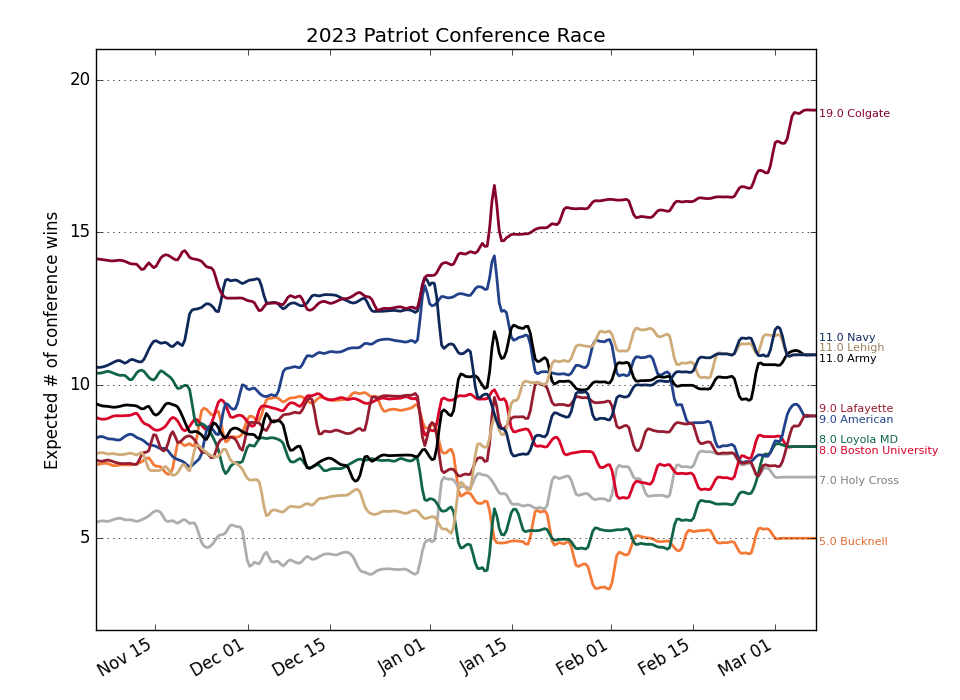 2023 Patriot Conference Race
Expected # of conference wins
20
15
10
5
Nov 15
Dec 01
Dec 15
Jan 01
Jan 15
Feb 01
Feb 15
Mar 01
19.0 Colgate
11.0 Navy
11.0 Lehigh
11.0 Army
9.0 Lafayette
9.0 American
8.0 Loyola MD
8.0 Boston University
7.0 Holy Cross
5.0 Bucknell